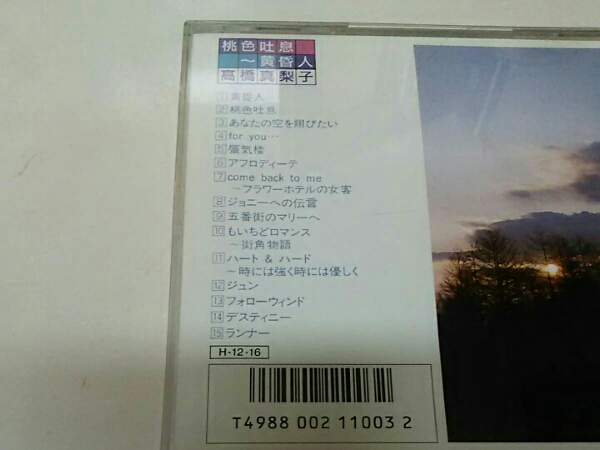 桃色吐息
～黄昏人
高橋真梨子
1 黄昏人
2 桃色吐息
3 あなたの空を翔びたい
4 for you…
5 蜃気楼
6 アフロディーテ
7 come back to me
～フラワーホテルの女客
8 ジョニーへの伝言
9 五番街のマリーへ
10 もいちどロマンス
～街角物語
11 ハート & ハード
～時には強く時には優しく
12 ジュン
13 フォローウィンド
14 デスティニー
15 ランナー
H-12-16
T4988 002 11003 2